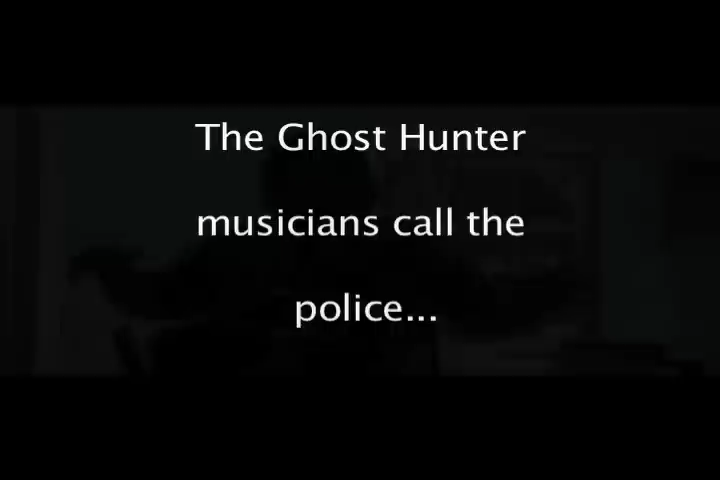 The Ghost Hunter
musicians call the
police...